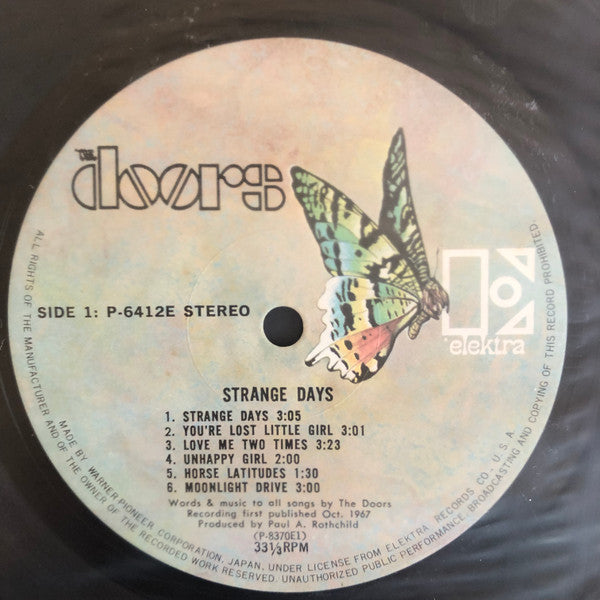 THE
doors
SIDE 1: P-6412E STEREO
elektra
STRANGE DAYS
1. STRANGE DAYS 3:05
2. YOU'RE LOST LITTLE GIRL 3:01
3. LOVE ME TWO TIMES 3:23
4. UNHAPPY GIRL 2:00
5. HORSE LATITUDES 1:30
6. MOONLIGHT DRIVE 3:00
Words & music to all songs by The Doors
Recording first published Oct. 1967
Produced by Paul A. Rothchild
(P-8370E1)
33⅓RPM
MADE BY WARNER-PIONEER CORPORATION, JAPAN, UNDER LICENSE FROM ELEKTRA RECORDS CO., U.S.A.
ALL RIGHTS OF THE MANUFACTURER AND OF THE OWNER OF THE RECORDED WORK RESERVED. UNAUTHORIZED PUBLIC PERFORMANCE, BROADCASTING AND COPYING OF THIS RECORD PROHIBITED.